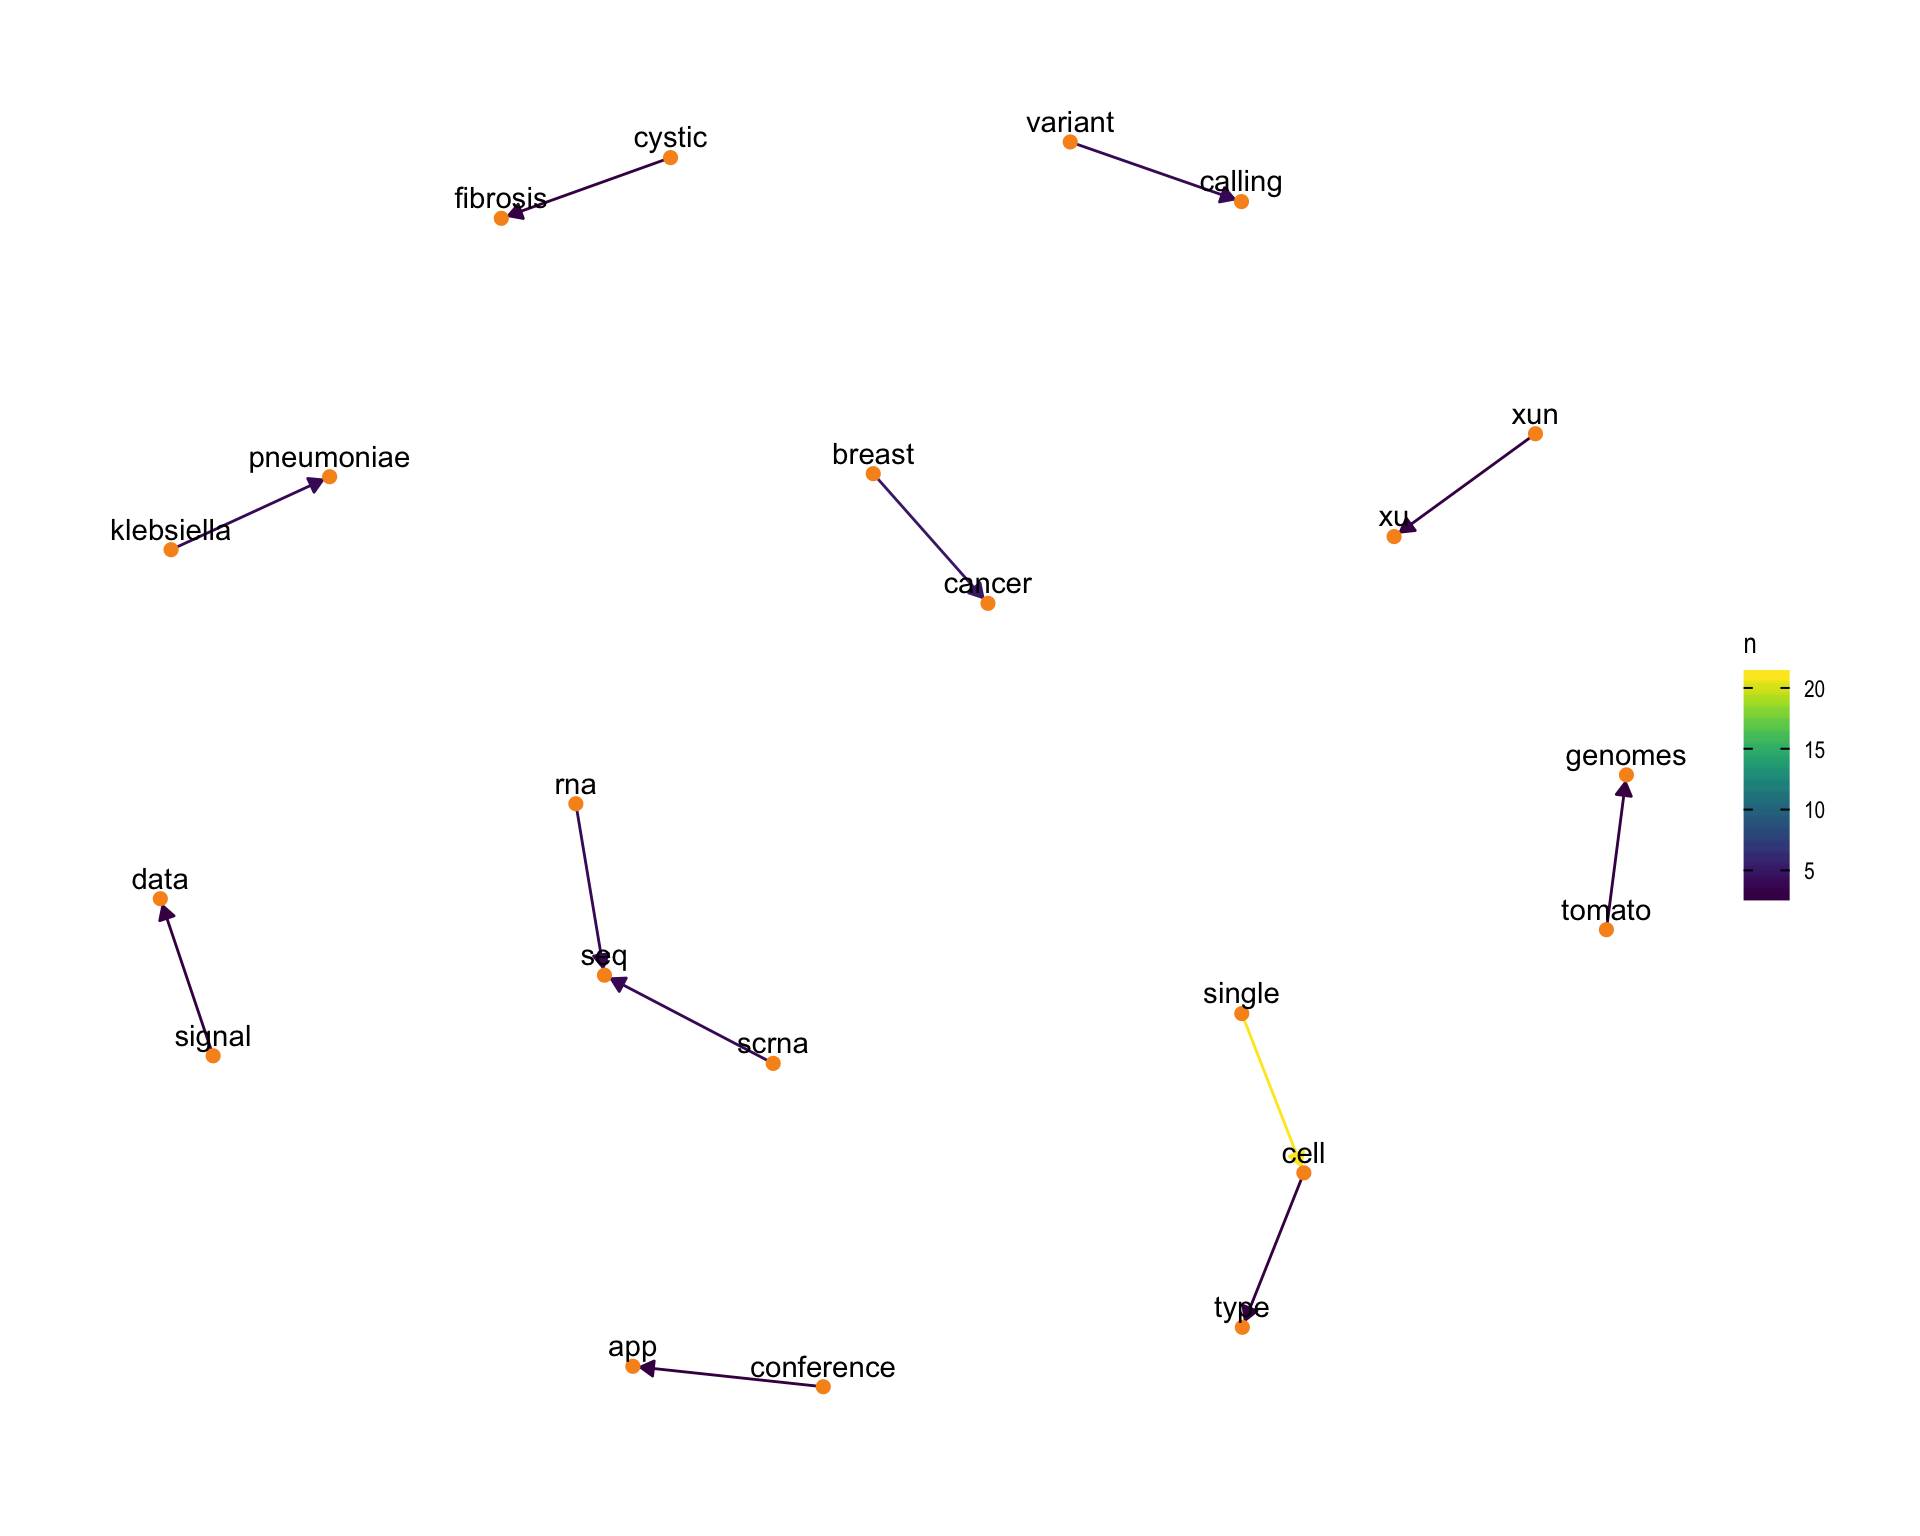 variant
cystic
calling
fibrosis
xun
breast
pneumoniae
xu
klebsiella
cancer
n
20
genomes
15
rna
10
data
5
tomato
seq
single
signal
scrna
cell
type
app
conference